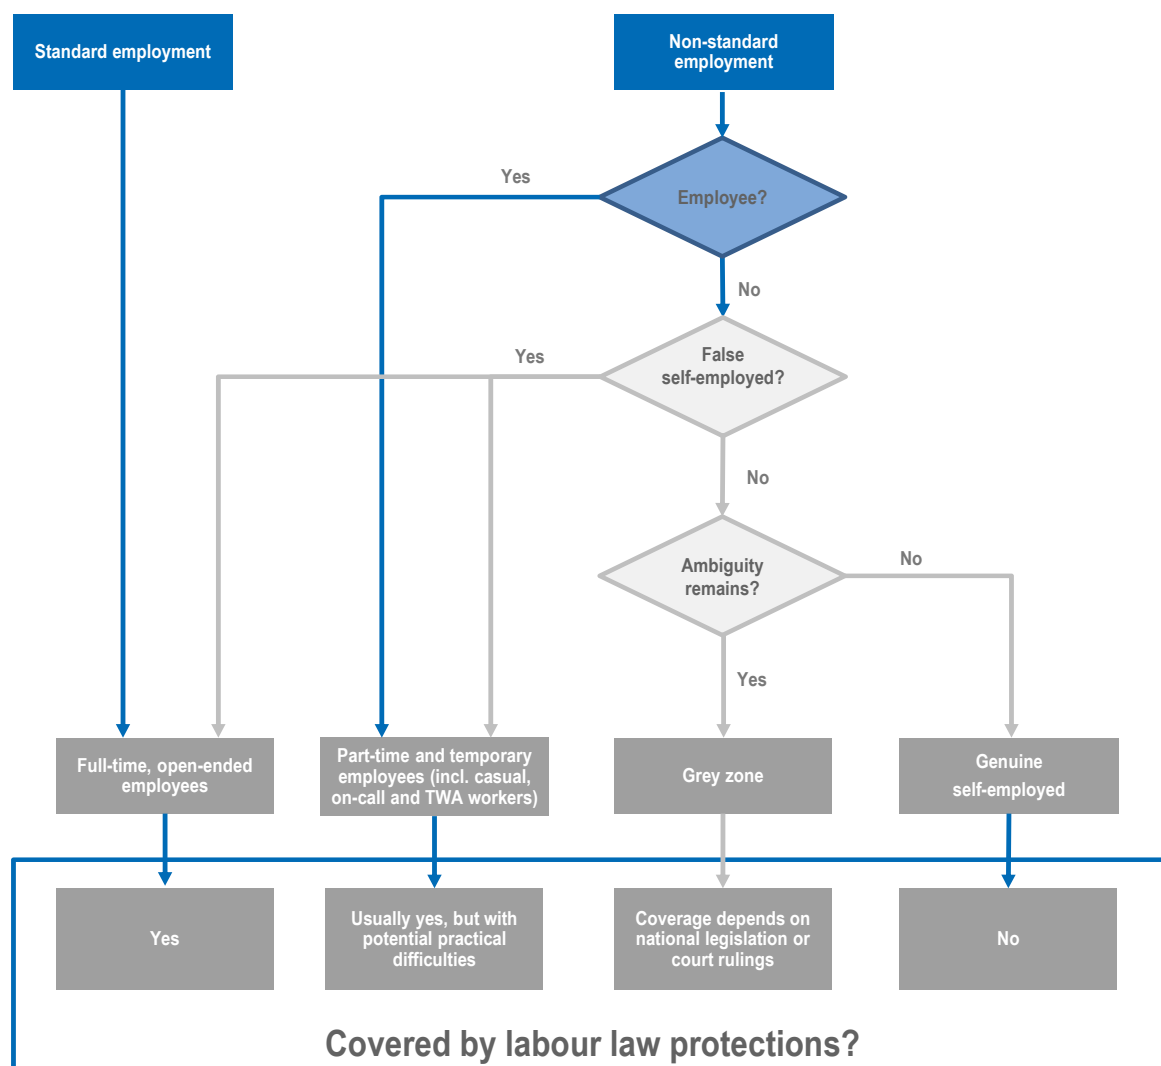 Standard employment
Non-standard
employment
Yes
Employee?
No
Yes
False
self-employed?
No
Ambiguity
remains?
No
Yes
Full-time, open-ended
employees
Part-time and temporary
employees (incl. casual,
on-call and TWA workers)
Grey zone
Genuine
self-employed
Yes
Usually yes, but with
potential practical
difficulties
Coverage depends on
national legislation or
court rulings
No
Covered by labour law protections?